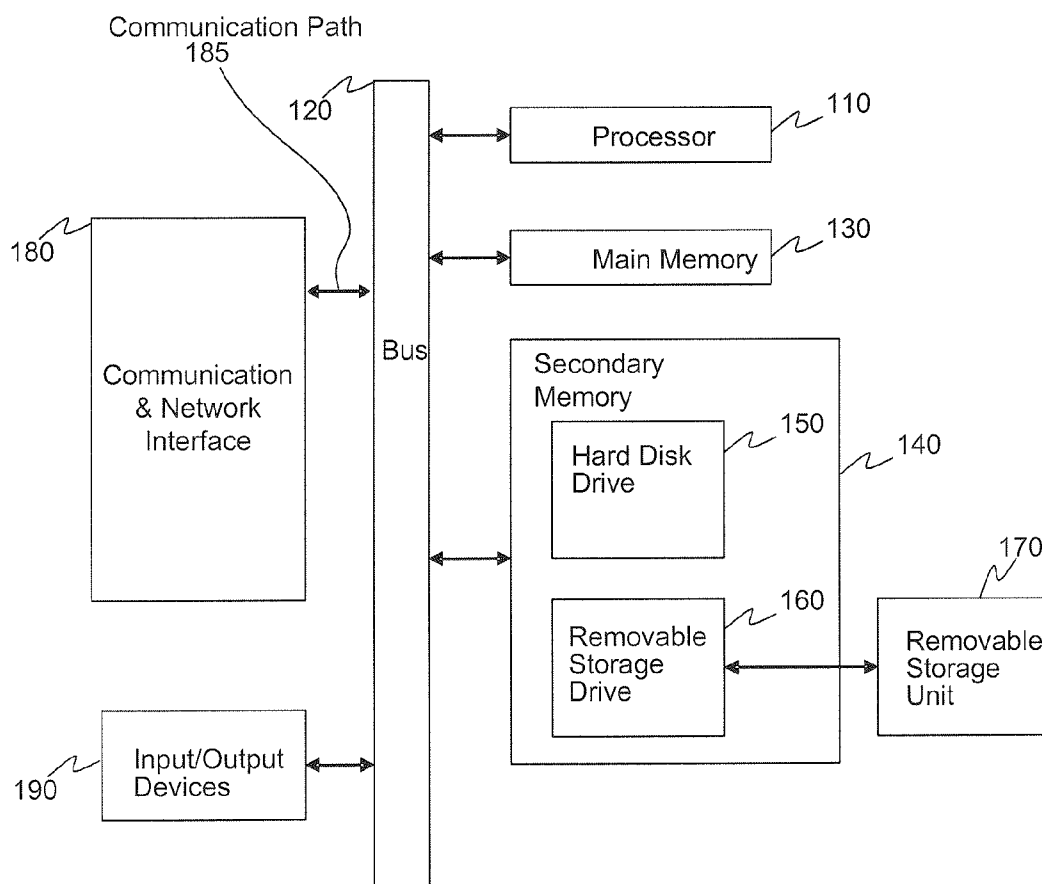 Communication Path
185
120
110
Processor
180
130
Main Memory
Bus
Communication
& Network
Interface
Secondary
Memory
150
Hard Disk
Drive
140
170
160
Removable
Storage
Drive
Removable
Storage
Unit
190
Input/Output
Devices